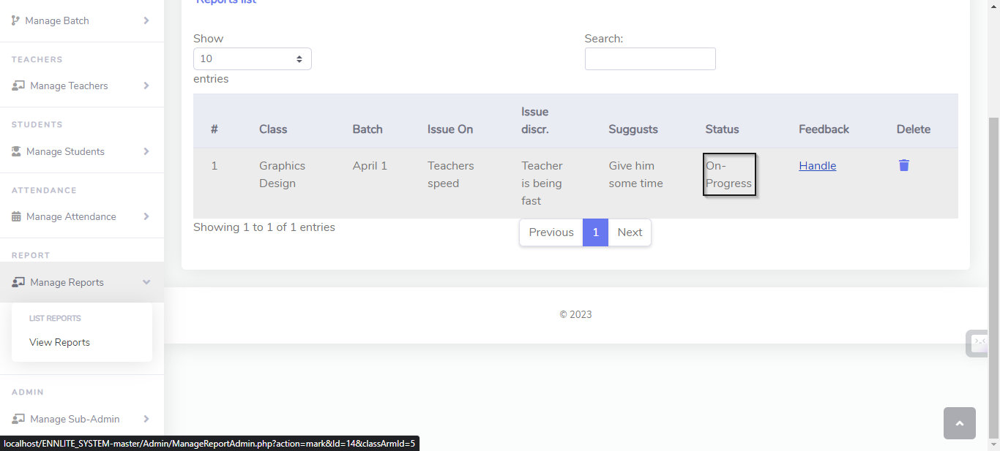 Reports list
Manage Batch
TEACHERS
Manage Teachers
STUDENTS
Manage Students
ATTENDANCE
Manage Attendance
REPORT
Manage Reports
LIST REPORTS
View Reports
ADMIN
Manage Sub-Admin
Show
10
entries
Search:
# Class Batch Issue On Issue discr. Suggusts Status Feedback Delete
1 Graphics Design April 1 Teachers speed Teacher is being fast Give him some time On-Progress Handle
Showing 1 to 1 of 1 entries
Previous 1 Next
© 2023
localhost/ENNLITE_SYSTEM-master/Admin/ManageReportAdmin.php?action=mark&Id=14&classArmId=5